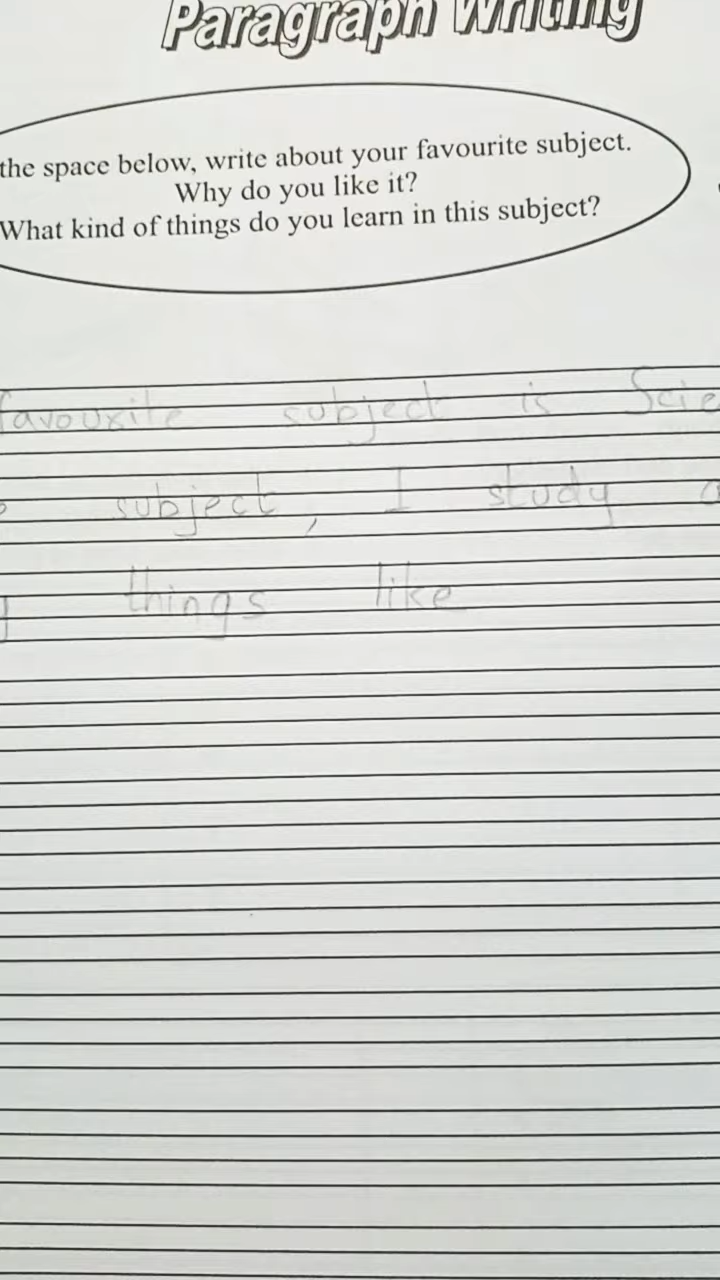 Paragraph Writing
the space below, write about your favourite subject.
Why do you like it?
What kind of things do you learn in this subject?
favourite subject is Scie
subject, I study a
things like